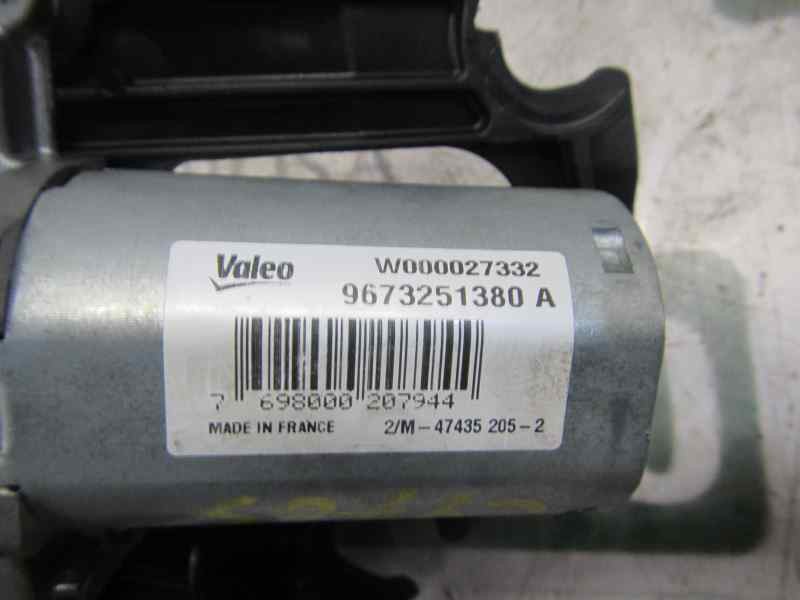 Valeo
W000027332
9673251380 A
7 698000 207944
MADE IN FRANCE 2/M-47435 205-2